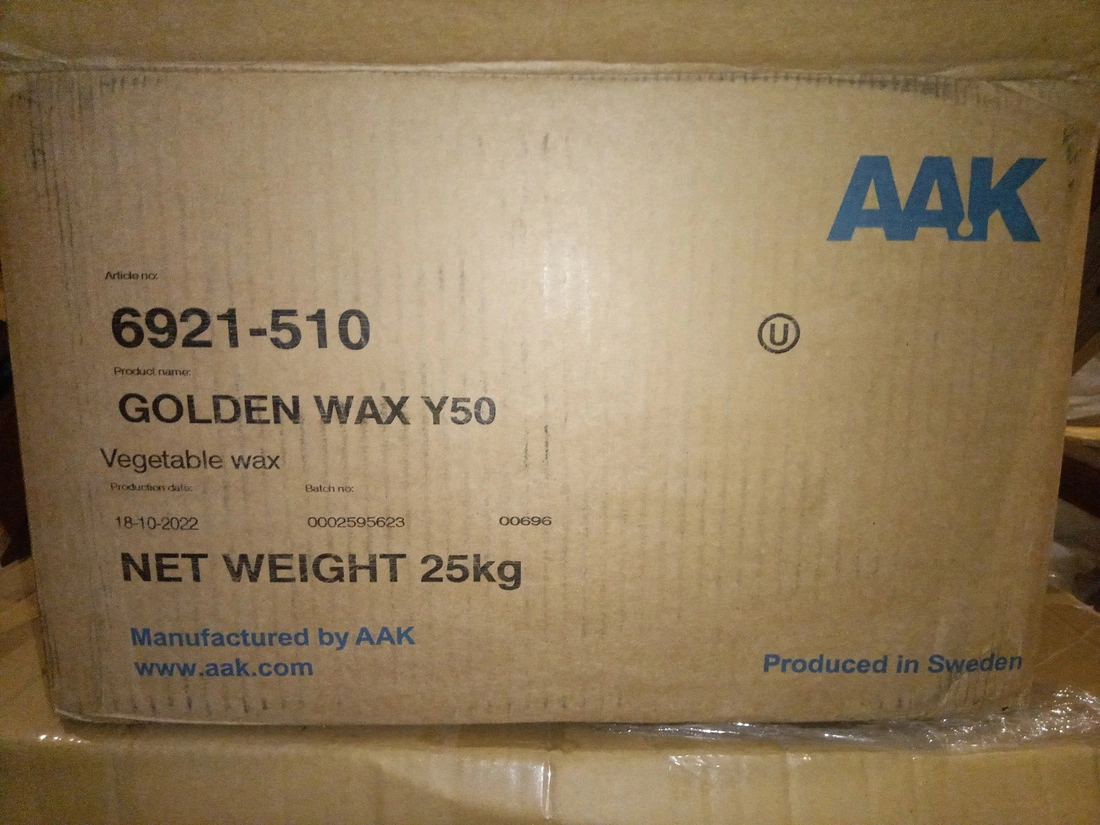 AAK
Article no:
6921-510
U
Product name:
GOLDEN WAX Y50
Vegetable wax
Production date: Batch no:
18-10-2022 0002595623 00696
NET WEIGHT 25kg
Manufactured by AAK
www.aak.com
Produced in Sweden